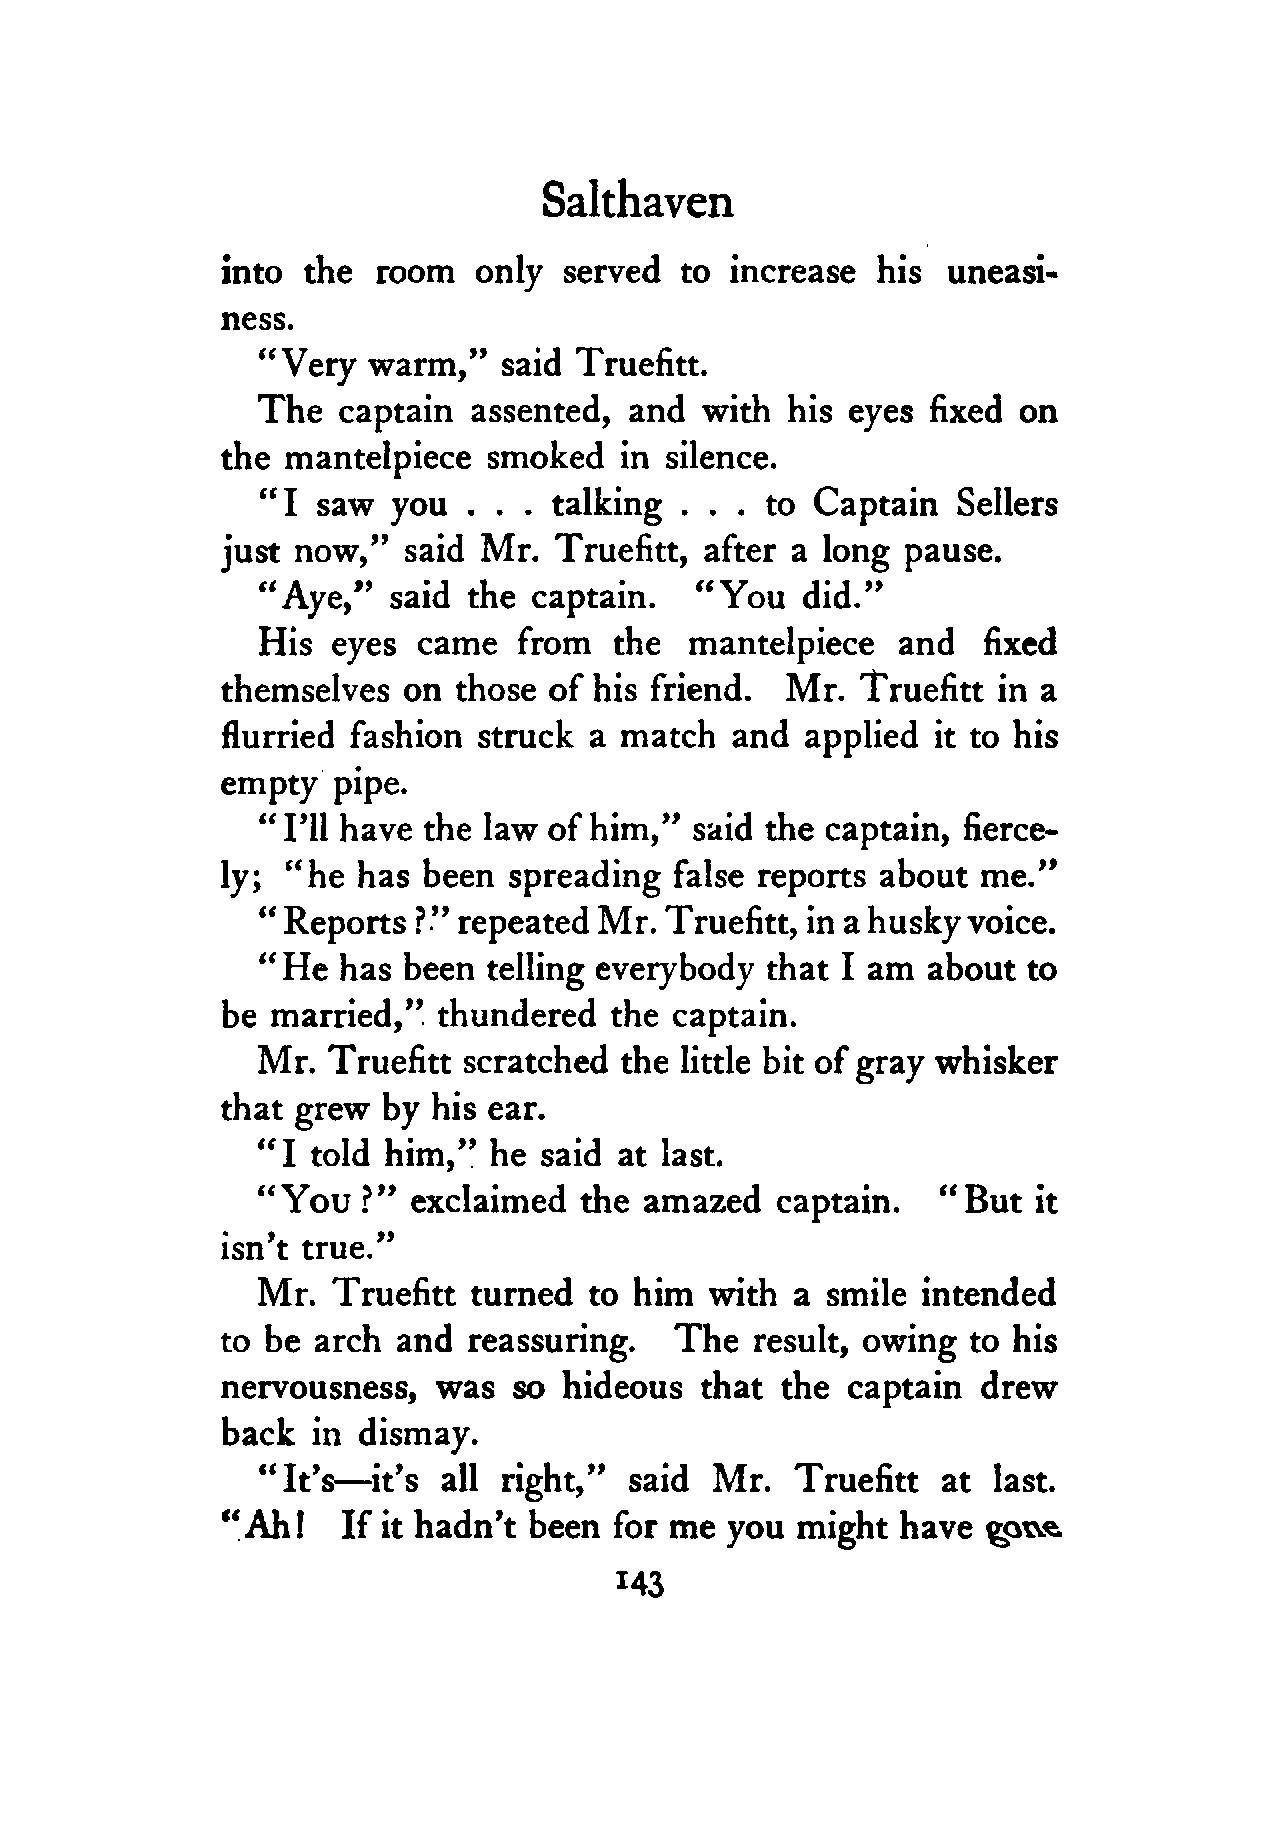 Salthaven
into the room only served to increase his uneasi-
ness.
"Very warm," said Truefitt.
The captain assented, and with his eyes fixed on
the mantelpiece smoked in silence.
"I saw you . . . talking . . . to Captain Sellers
just now," said Mr. Truefitt, after a long pause.
"Aye," said the captain. "You did."
His eyes came from the mantelpiece and fixed
themselves on those of his friend. Mr. Truefitt in a
flurried fashion struck a match and applied it to his
empty pipe.
"I'll have the law of him," said the captain, fierce-
ly; "he has been spreading false reports about me."
"Reports?" repeated Mr. Truefitt, in a husky voice.
"He has been telling everybody that I am about to
be married," thundered the captain.
Mr. Truefitt scratched the little bit of gray whisker
that grew by his ear.
"I told him," he said at last.
"You?" exclaimed the amazed captain. "But it
isn't true."
Mr. Truefitt turned to him with a smile intended
to be arch and reassuring. The result, owing to his
nervousness, was so hideous that the captain drew
back in dismay.
"It's—it's all right," said Mr. Truefitt at last.
"Ah! If it hadn't been for me you might have gone
143